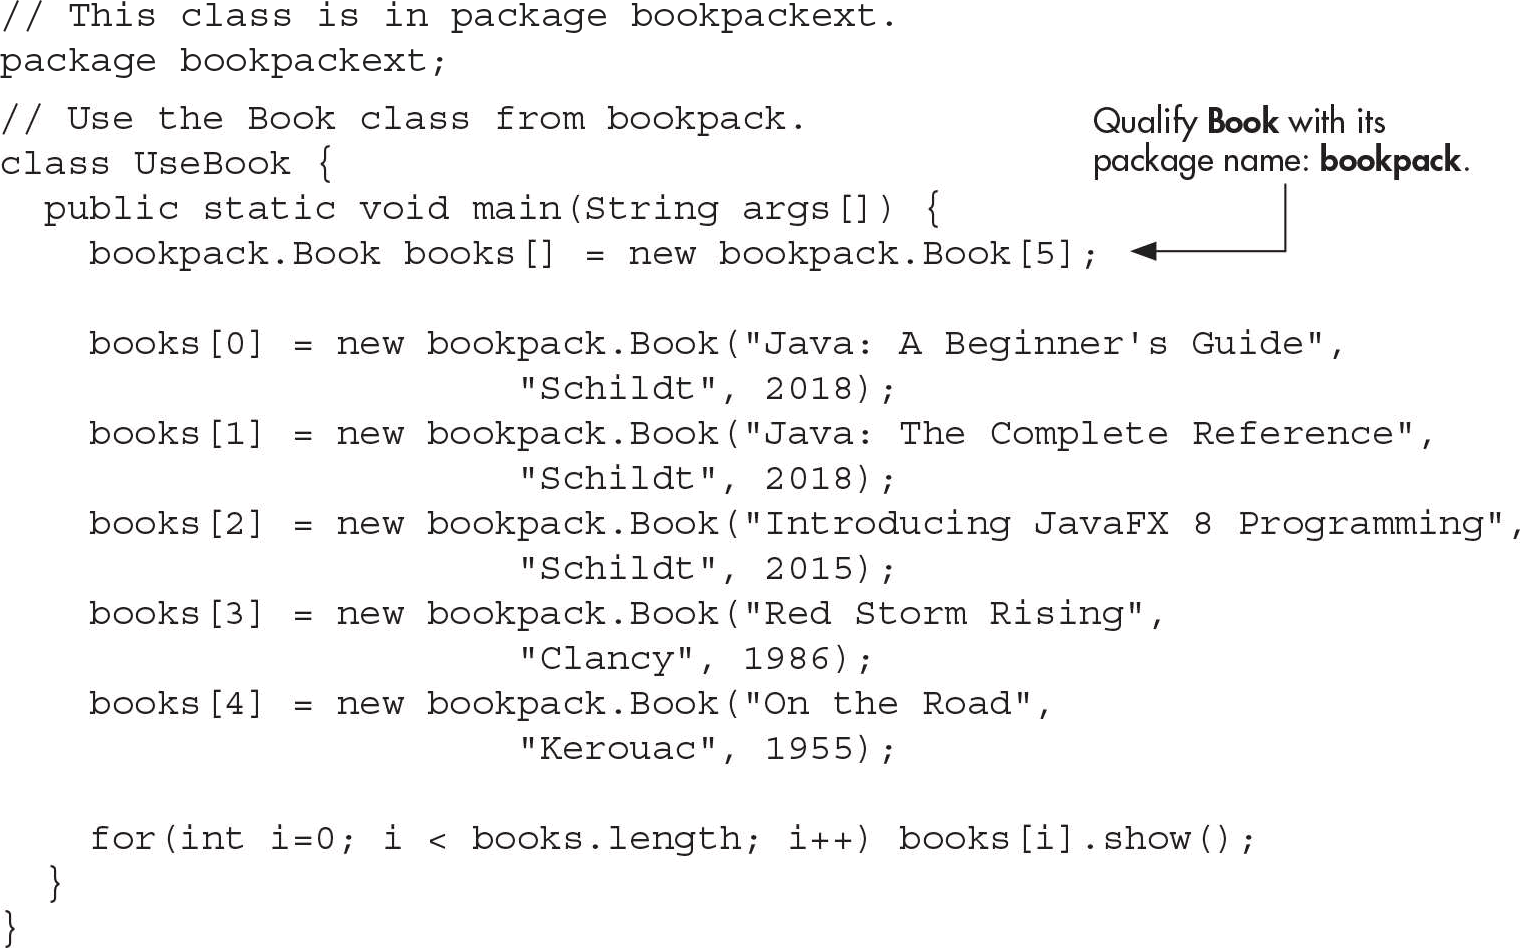 // This class is in package bookpackext.
package bookpackext;
// Use the Book class from bookpack.
class UseBook {
Qualify Book with its
package name: bookpack.
public static void main(String args[]) {
bookpack.Book books[] = new bookpack.Book[5];
books[0] = new bookpack.Book("Java: A Beginner's Guide",
"Schildt", 2018);
books[1] = new bookpack.Book("Java: The Complete Reference",
"Schildt", 2018);
books[2] = new bookpack.Book("Introducing JavaFX 8 Programming",
"Schildt", 2015);
books[3] = new bookpack.Book("Red Storm Rising",
"Clancy", 1986);
books[4] = new bookpack.Book("On the Road",
"Kerouac", 1955);
for(int i=0; i < books.length; i++) books[i].show();
}
}